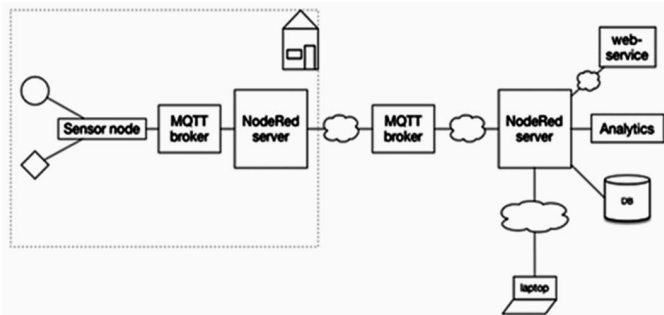 web-
service
Sensor node
MQTT
broker
NodeRed
server
MQTT
broker
NodeRed
server
Analytics
DB
laptop